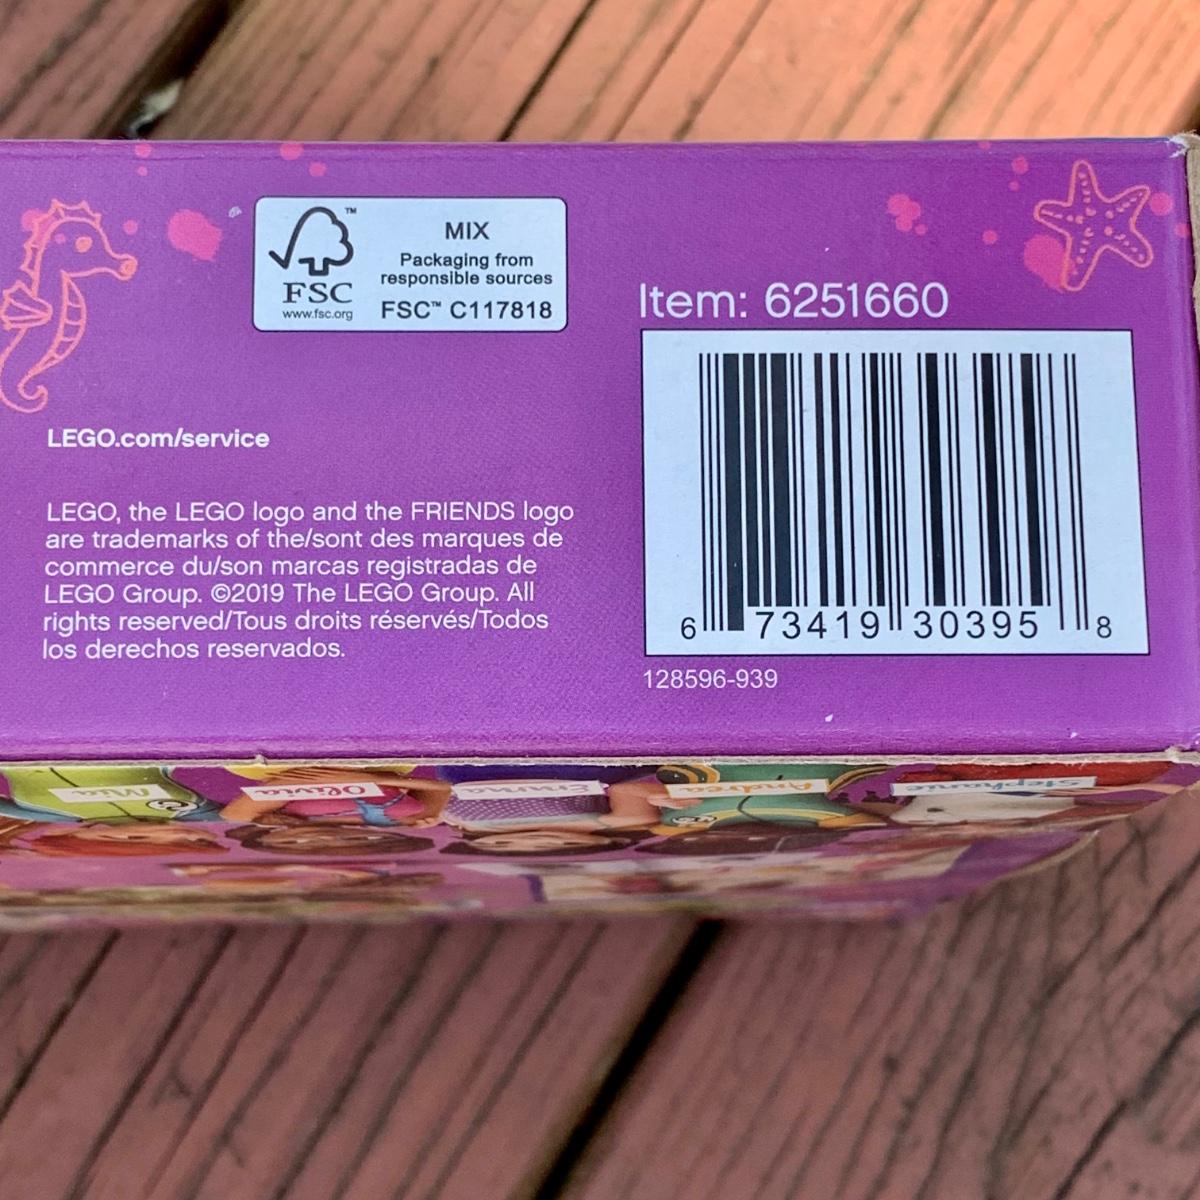 FSC™
www.fsc.org
MIX
Packaging from
responsible sources
FSC™ C117818
Item: 6251660
6 73419 30395 8
128596-939
LEGO.com/service
LEGO, the LEGO logo and the FRIENDS logo
are trademarks of the/sont des marques de
commerce du/son marcas registradas de
LEGO Group. ©2019 The LEGO Group. All
rights reserved/Tous droits réservés/Todos
los derechos reservados.
Mia
Olivia
Emma
Andrea
Stephanie